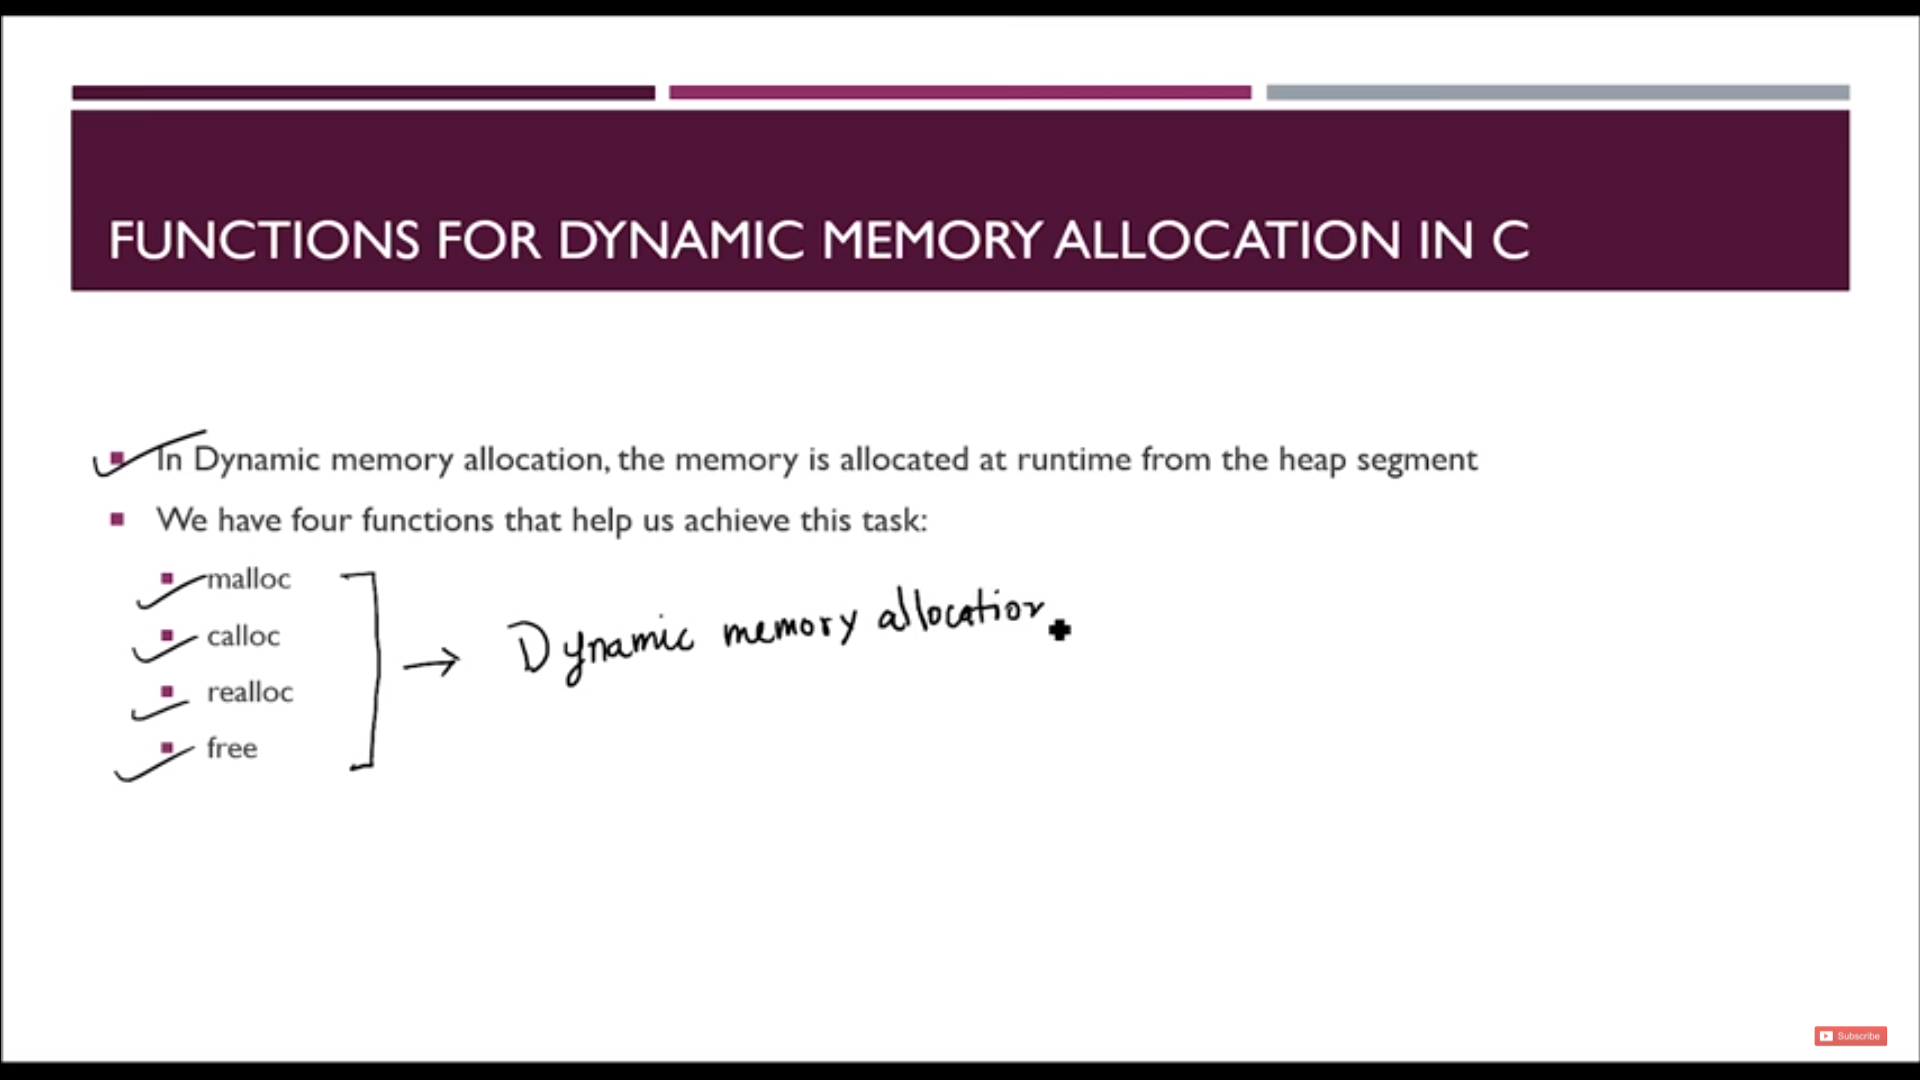 FUNCTIONS FOR DYNAMIC MEMORY ALLOCATION IN C
In Dynamic memory allocation, the memory is allocated at runtime from the heap segment
We have four functions that help us achieve this task:
malloc
calloc
realloc
free
Dynamic memory allocation
Subscribe